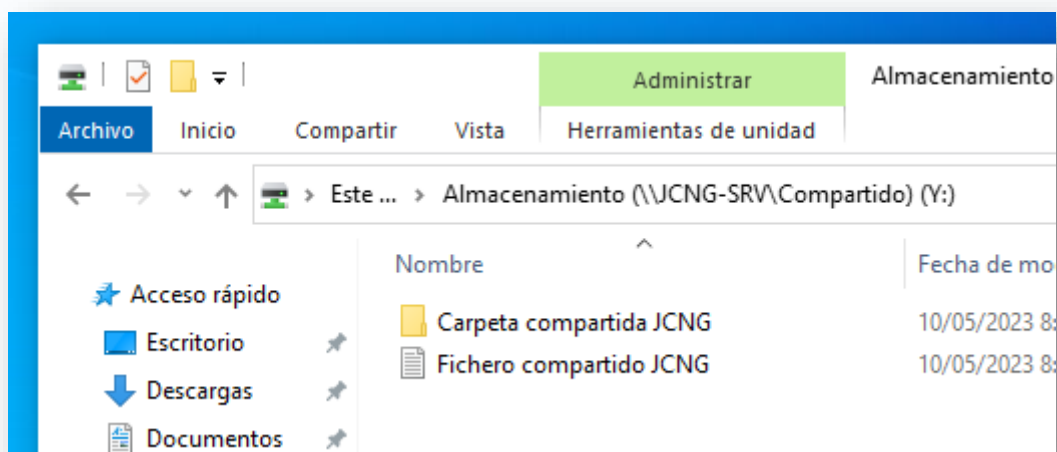 Administrar
Almacenamiento
Archivo Inicio Compartir Vista Herramientas de unidad
Este ... > Almacenamiento (\\JCNG-SRV\Compartido) (Y:)
Nombre Fecha de mo
Acceso rápido
Carpeta compartida JCNG 10/05/2023 8:
Escritorio
Fichero compartido JCNG 10/05/2023 8:
Descargas
Documentos